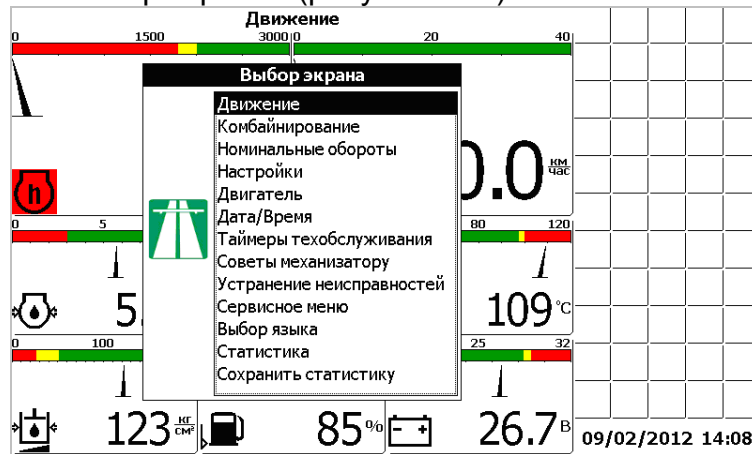 Движение
0 1500 3000 0 20 40
Выбор экрана
Движение
Комбайнирование
Номинальные обороты
Настройки
Двигатель
Дата/Время
Таймеры техобслуживания
Советы механизатору
Устранение неисправностей
Сервисное меню
Выбор языка
Статистика
Сохранить статистику
0.0 км/час
h
0 5 80 120
5. 109 °C
0 100 25 32
123 кг/см² 85% 26.7 В
09/02/2012 14:08